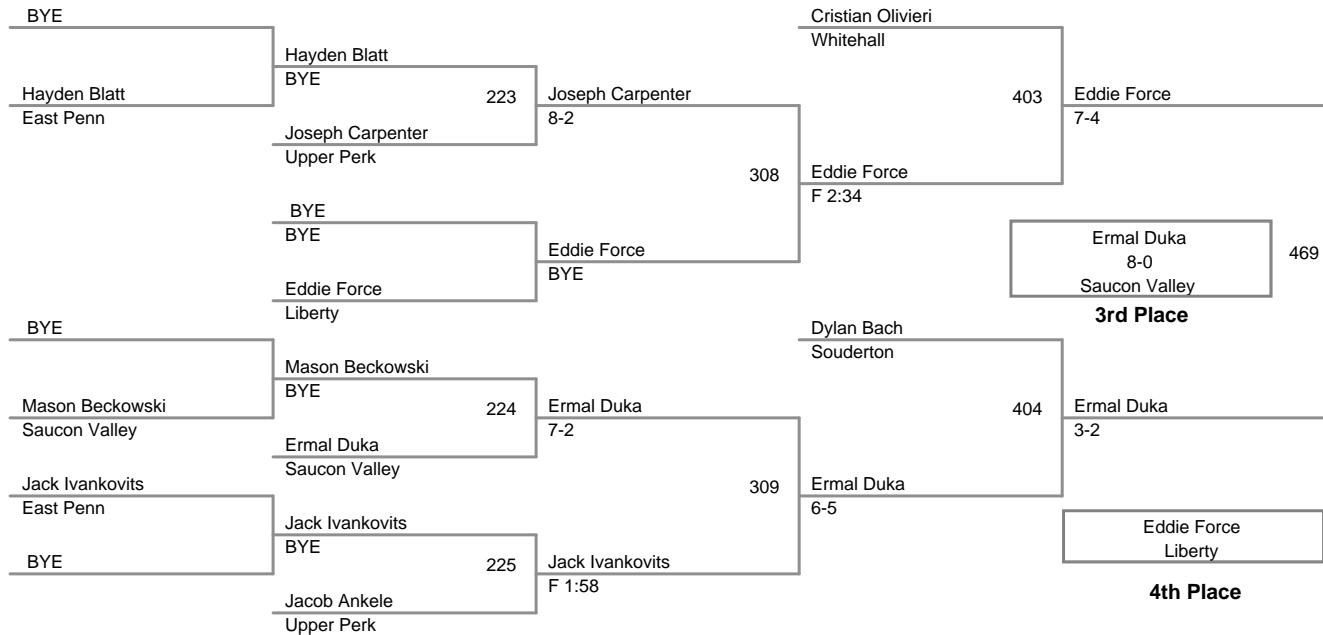 BYE
Cristian Olivieri
Whitehall
Hayden Blatt
BYE
Hayden Blatt
East Penn
223
Joseph Carpenter
8-2
403
Eddie Force
7-4
Joseph Carpenter
Upper Perk
308
Eddie Force
F 2:34
BYE
BYE
Eddie Force
BYE
Ermal Duka
8-0
Saucon Valley
469
3rd Place
Eddie Force
Liberty
BYE
Dylan Bach
Souderton
Mason Beckowski
BYE
Mason Beckowski
Saucon Valley
224
Ermal Duka
7-2
404
Ermal Duka
3-2
Ermal Duka
Saucon Valley
Jack Ivankovits
East Penn
309
Ermal Duka
6-5
Jack Ivankovits
BYE
Eddie Force
Liberty
4th Place
BYE
225
Jack Ivankovits
F 1:58
Jacob Ankele
Upper Perk